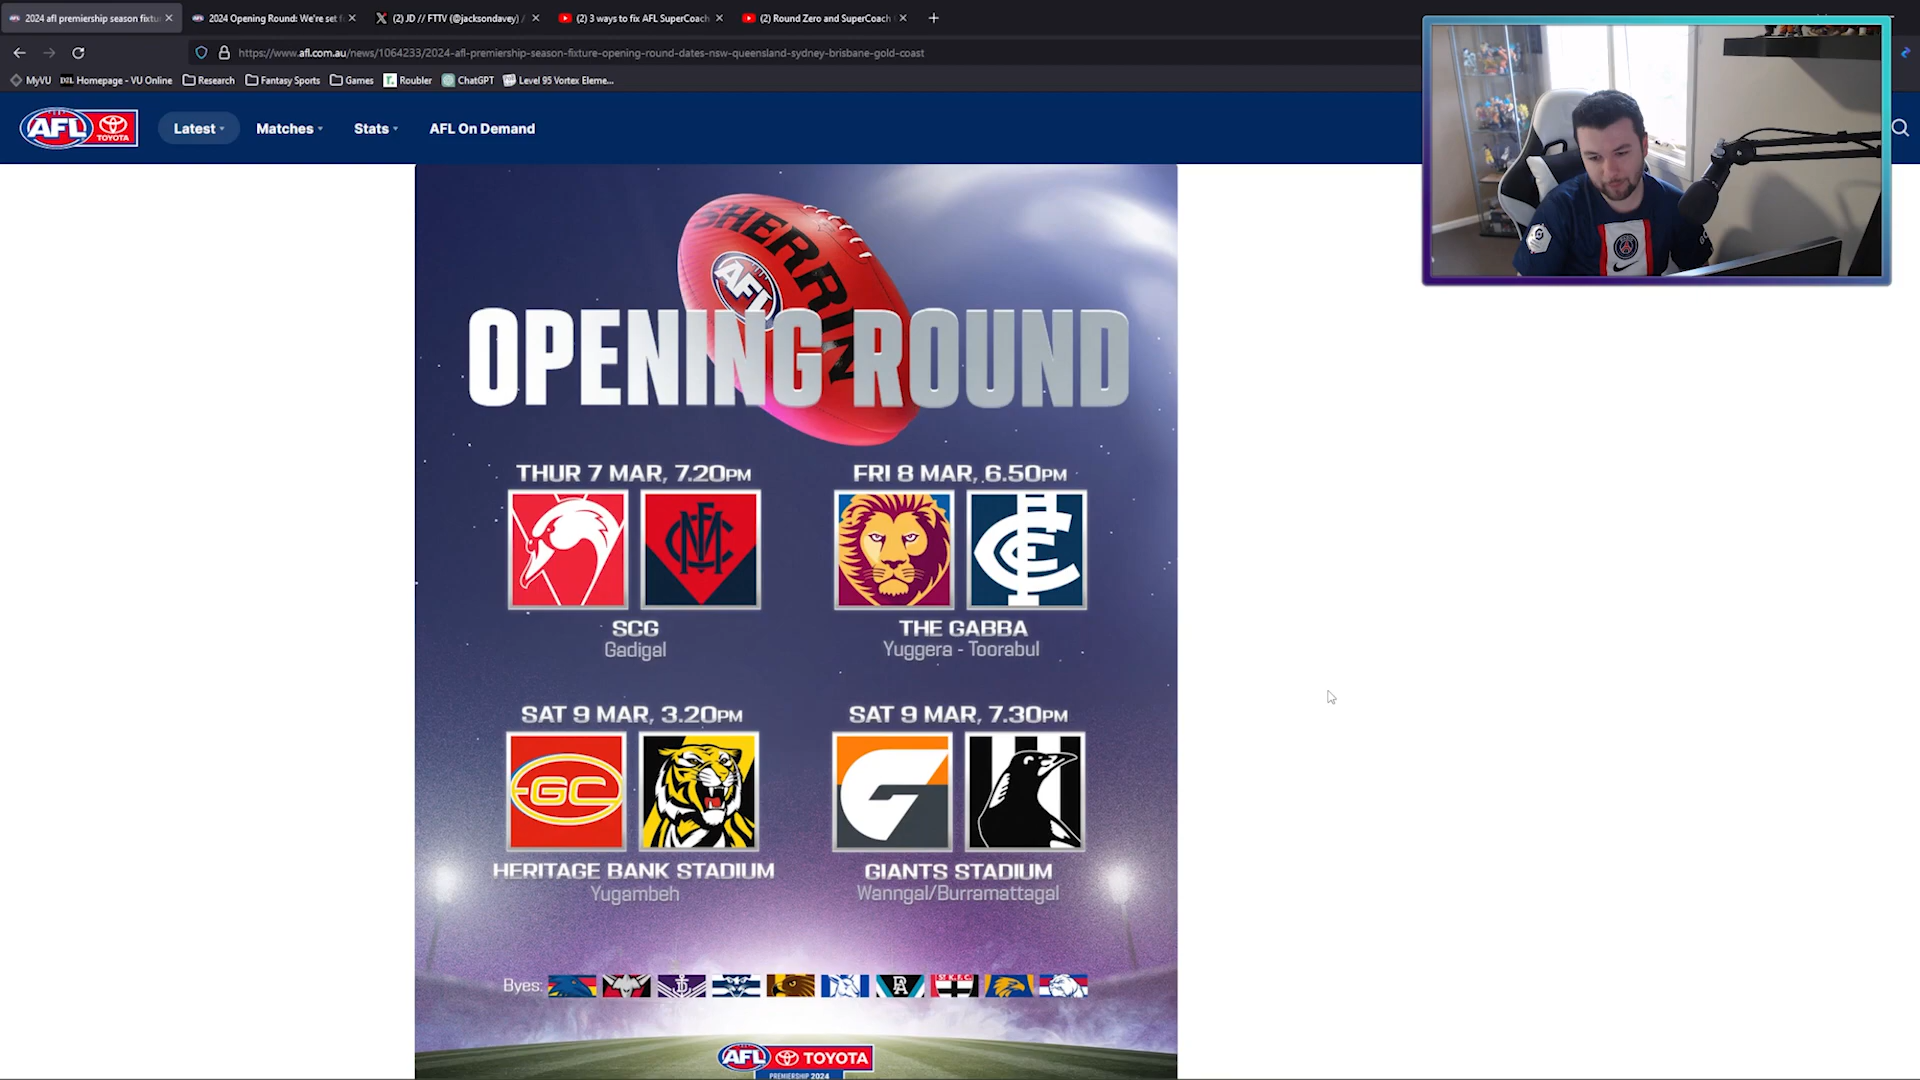 2024 afl premiership season fixtu
2024 Opening Round: We're set f
(2) JD // FTTV (@jacksondavey) /
(2) 3 ways to fix AFL SuperCoach
(2) Round Zero and SuperCoach
https://www.afl.com.au/news/1064233/2024-afl-premiership-season-fixture-opening-round-dates-nsw-queensland-sydney-brisbane-gold-coast
MyVU
D2L Homepage - VU Online
Research
Fantasy Sports
Games
Roubler
ChatGPT
Level 95 Vortex Eleme...
AFL TOYOTA
Latest
Matches
Stats
AFL On Demand
SHERRIN
AFL
OPENING ROUND
THUR 7 MAR, 7.20PM
FRI 8 MAR, 6.50PM
SCG
Gadigal
THE GABBA
Yuggera - Toorabul
SAT 9 MAR, 3.20PM
SAT 9 MAR, 7.30PM
GC
G
HERITAGE BANK STADIUM
Yugambeh
GIANTS STADIUM
Wanngal/Burramattagal
Byes:
PA
AFL TOYOTA
PREMIERSHIP 2024